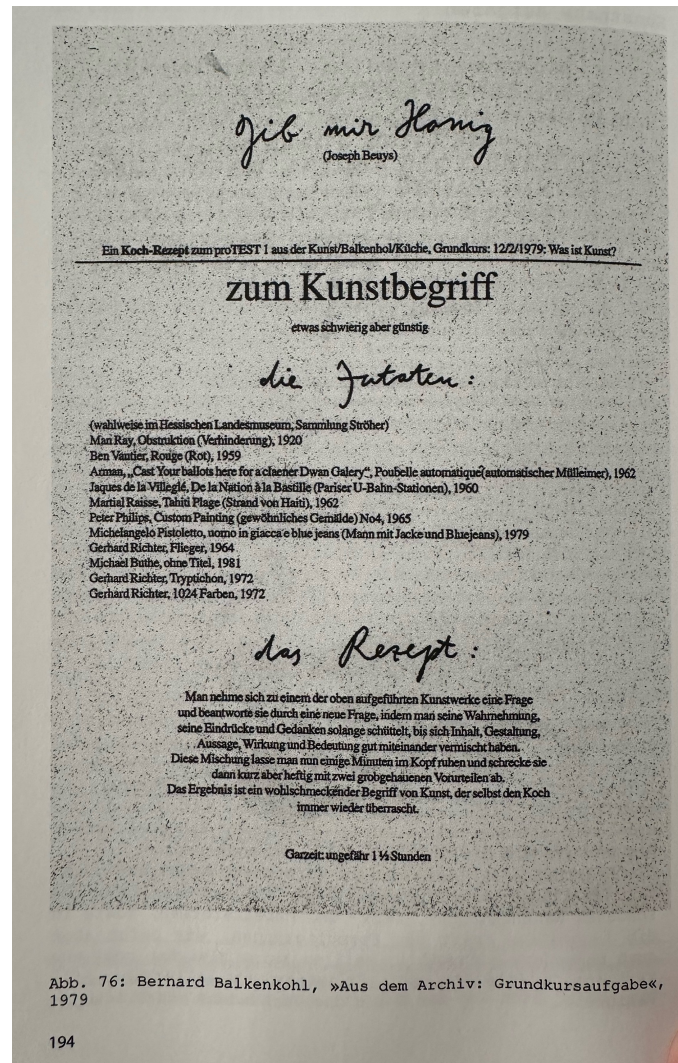 Gib mir Honig
(Joseph Beuys)
Ein Koch-Rezept zum proTEST 1 aus der Kunst/Balkenhol/Küche, Grundkurs: 12/2/1979: Was ist Kunst?
zum Kunstbegriff
etwas schwierig aber günstig
die Zutaten:
(wahlweise im Hessischen Landesmuseum, Sammlung Ströher)
Man Ray, Obstruktion (Verhinderung), 1920
Ben Vautier, Rouge (Rot), 1959
Arman, „Cast Your ballots here for a claener Dwan Galery“, Poubelle automatique(automatischer Mülleimer), 1962
Jaques de la Villeglé, De la Nation à la Bastille (Pariser U-Bahn-Stationen), 1960
Martial Raisse, Tahiti Plage (Strand von Haiti), 1962
Peter Philips, Custom Painting (gewöhnliches Gemälde) No4, 1965
Michelangelo Pistoletto, uomo in giacca e blue jeans (Mann mit Jacke und Bluejeans), 1979
Gerhard Richter, Flieger, 1964
Michael Buthe, ohne Titel, 1981
Gerhard Richter, Tryptichon, 1972
Gerhard Richter, 1024 Farben, 1972
das Rezept:
Man nehme sich zu einem der oben aufgeführten Kunstwerke eine Frage
und beantworte sie durch eine neue Frage, indem man seine Wahrnehmung,
seine Eindrücke und Gedanken solange schüttelt, bis sich Inhalt, Gestaltung,
Aussage, Wirkung und Bedeutung gut miteinander vermischt haben.
Diese Mischung lasse man nun einige Minuten im Kopf ruhen und schrecke sie
dann kurz aber heftig mit zwei grobgehauenen Vorurteilen ab.
Das Ergebnis ist ein wohlschmeckender Begriff von Kunst, der selbst den Koch
immer wieder überrascht.
Garzeit: ungefähr 1 ½ Stunden
Abb. 76: Bernard Balkenkohl, »Aus dem Archiv: Grundkursaufgabe«,
1979
194